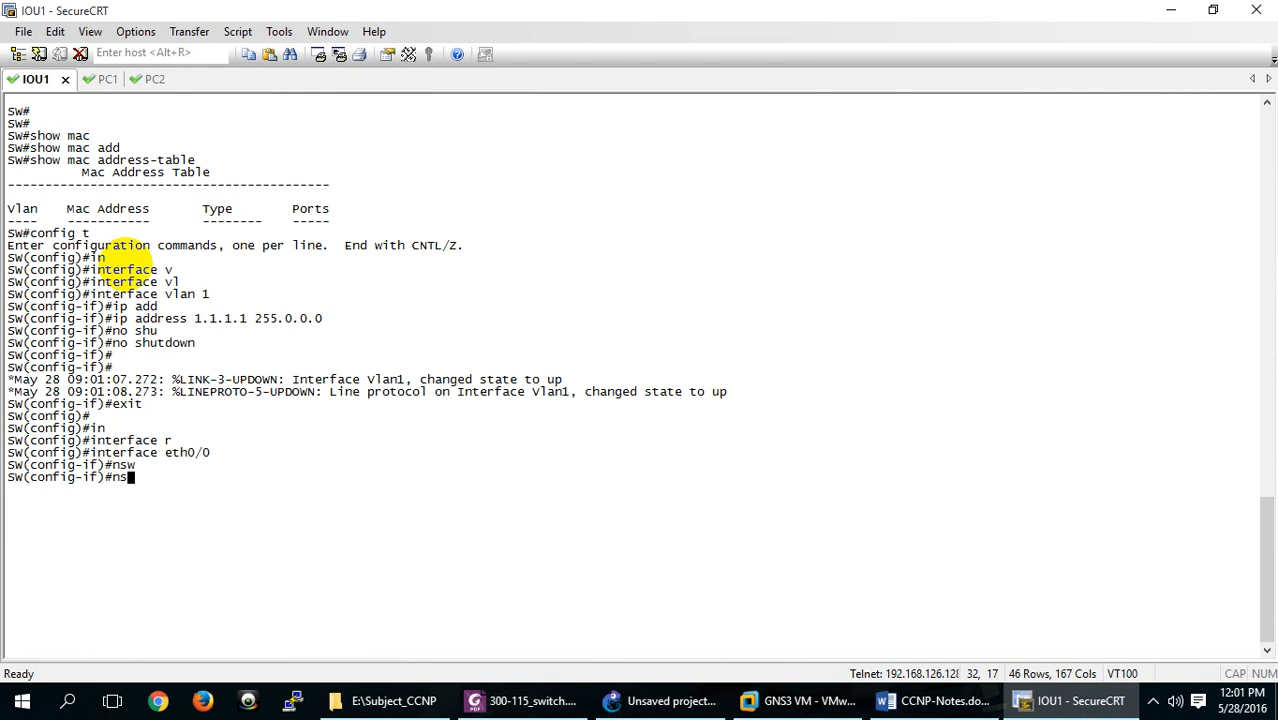 IOU1 - SecureCRT
File Edit View Options Transfer Script Tools Window Help
Enter host <Alt+R>
IOU1 PC1 PC2
SW#
SW#
SW#show mac
SW#show mac add
SW#show mac address-table
Mac Address Table
-------------------------------------------
Vlan Mac Address Type Ports
---- ----------- -------- -----
SW#config t
Enter configuration commands, one per line. End with CNTL/Z.
SW(config)#in
SW(config)#interface v
SW(config)#interface vl
SW(config)#interface vlan 1
SW(config-if)#ip add
SW(config-if)#ip address 1.1.1.1 255.0.0.0
SW(config-if)#no shu
SW(config-if)#no shutdown
SW(config-if)#
SW(config-if)#
*May 28 09:01:07.272: %LINK-3-UPDOWN: Interface Vlan1, changed state to up
*May 28 09:01:08.273: %LINEPROTO-5-UPDOWN: Line protocol on Interface Vlan1, changed state to up
SW(config-if)#exit
SW(config)#
SW(config)#in
SW(config)#interface r
SW(config)#interface eth0/0
SW(config-if)#nsw
SW(config-if)#ns
Ready Telnet: 192.168.126.128 32, 17 46 Rows, 167 Cols VT100 CAP NUM
E:\Subject_CCNP 300-115_switch.... Unsaved project... GNS3 VM - VMw... CCNP-Notes.do... IOU1 - SecureCRT 12:01 PM
5/28/2016